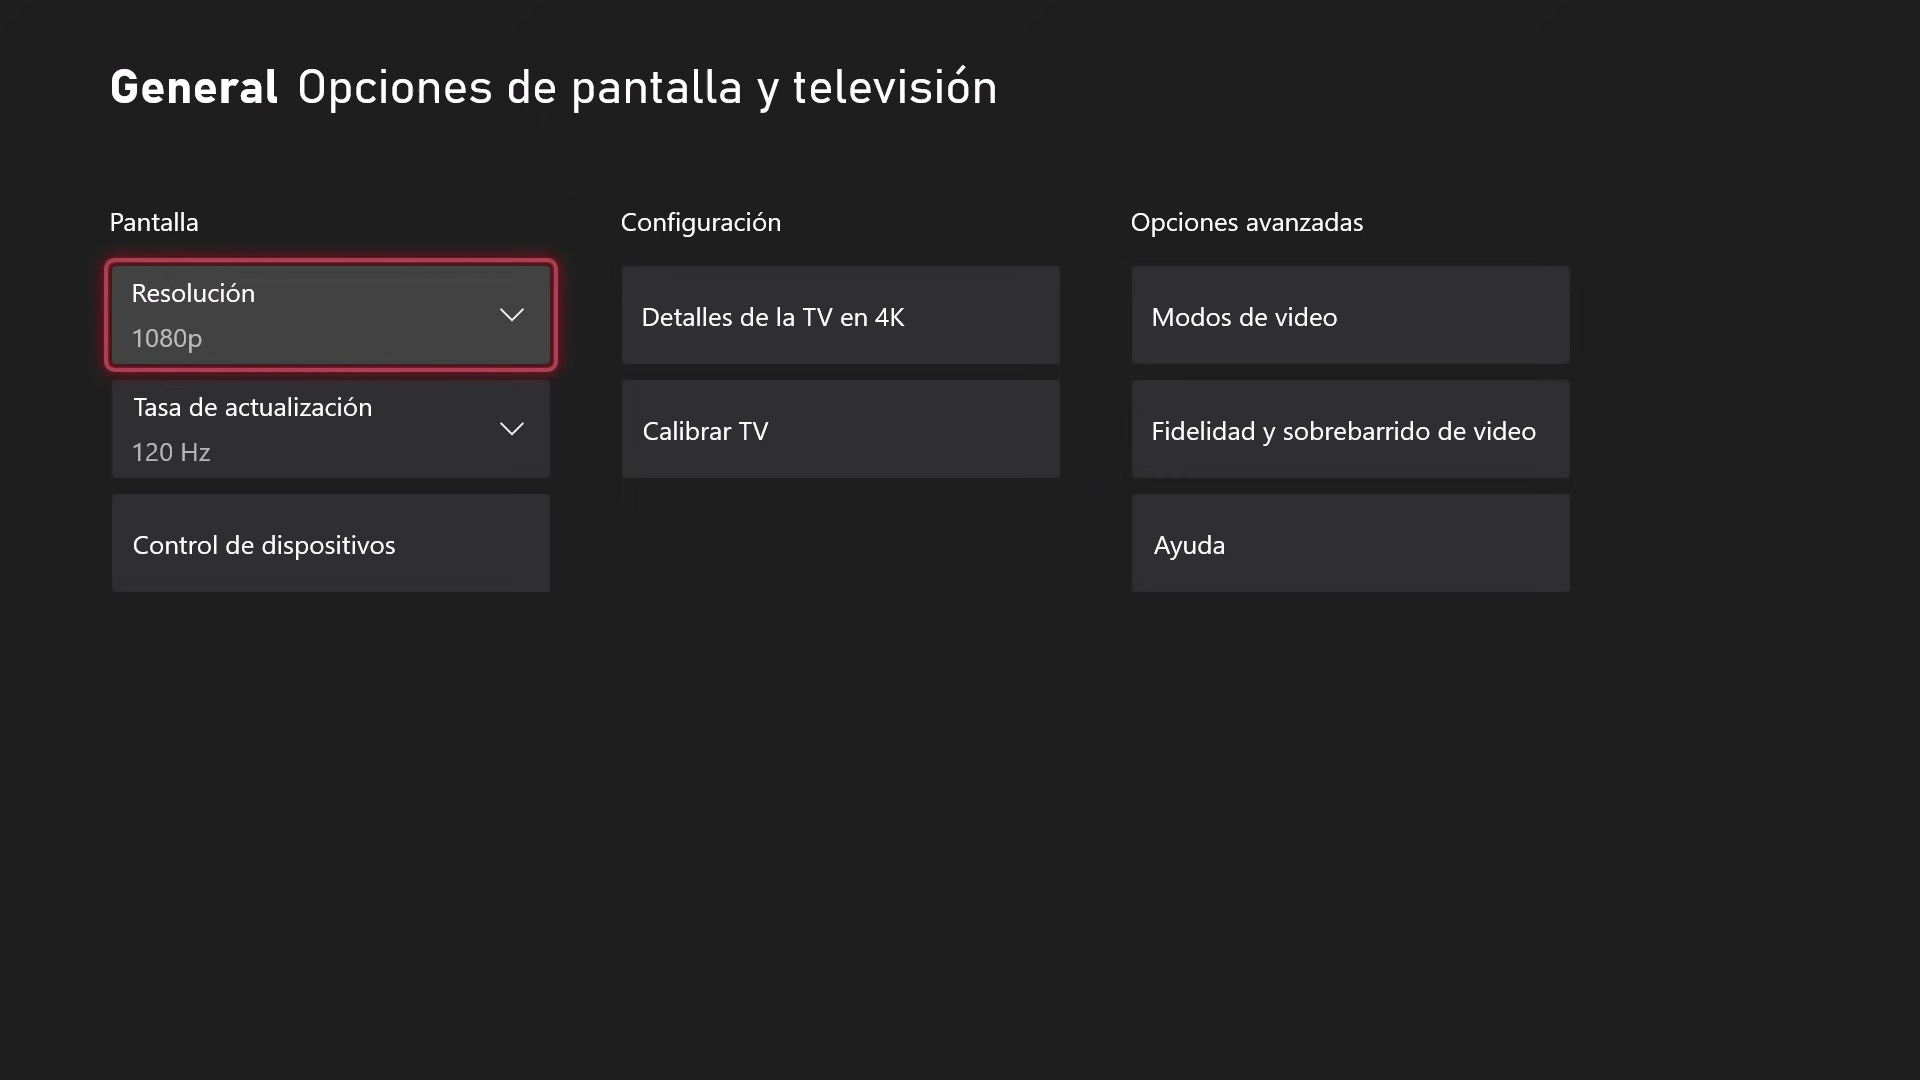 General Opciones de pantalla y televisión
Pantalla
Resolución
1080p
Tasa de actualización
120 Hz
Control de dispositivos
Configuración
Detalles de la TV en 4K
Calibrar TV
Opciones avanzadas
Modos de video
Fidelidad y sobrebarrido de video
Ayuda